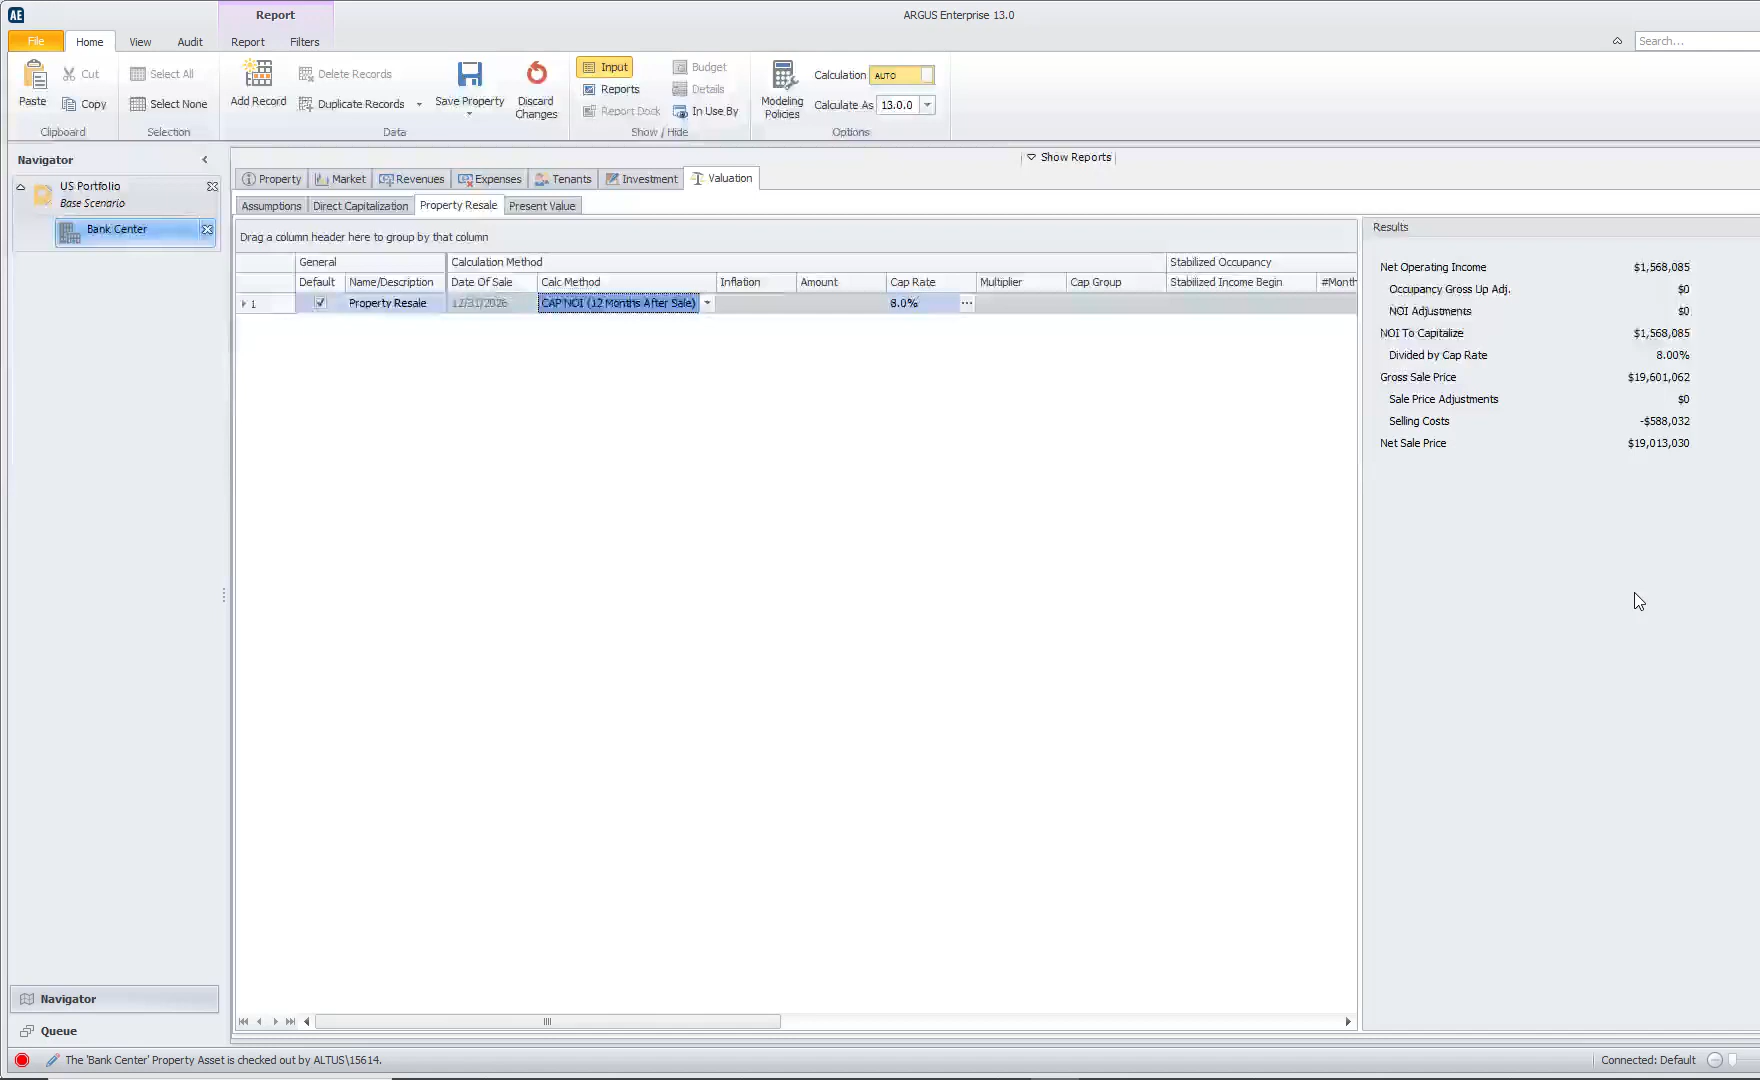 AE
Report
ARGUS Enterprise 13.0
File
Home
View
Audit
Report
Filters
Search...
Paste
Cut
Copy
Clipboard
Select All
Select None
Selection
Add Record
Delete Records
Duplicate Records
Save Property
Discard Changes
Data
Input
Reports
Report Dock
Budget
Details
In Use By
Show / Hide
Modeling Policies
Calculation AUTO
Calculate As 13.0.0
Options
Navigator
US Portfolio
Base Scenario
Bank Center
Show Reports
Property
Market
Revenues
Expenses
Tenants
Investment
Valuation
Assumptions
Direct Capitalization
Property Resale
Present Value
Drag a column header here to group by that column
General
Calculation Method
Stabilized Occupancy
Default
Name/Description
Date Of Sale
Calc Method
Inflation
Amount
Cap Rate
Multiplier
Cap Group
Stabilized Income Begin
#Month
1
Property Resale
12/31/2026
CAP NOI (12 Months After Sale)
8.0%
Results
Net Operating Income $1,568,085
Occupancy Gross Up Adj. $0
NOI Adjustments $0
NOI To Capitalize $1,568,085
Divided by Cap Rate 8.00%
Gross Sale Price $19,601,062
Sale Price Adjustments $0
Selling Costs -$588,032
Net Sale Price $19,013,030
Navigator
Queue
The 'Bank Center' Property Asset is checked out by ALTUS\15614.
Connected: Default